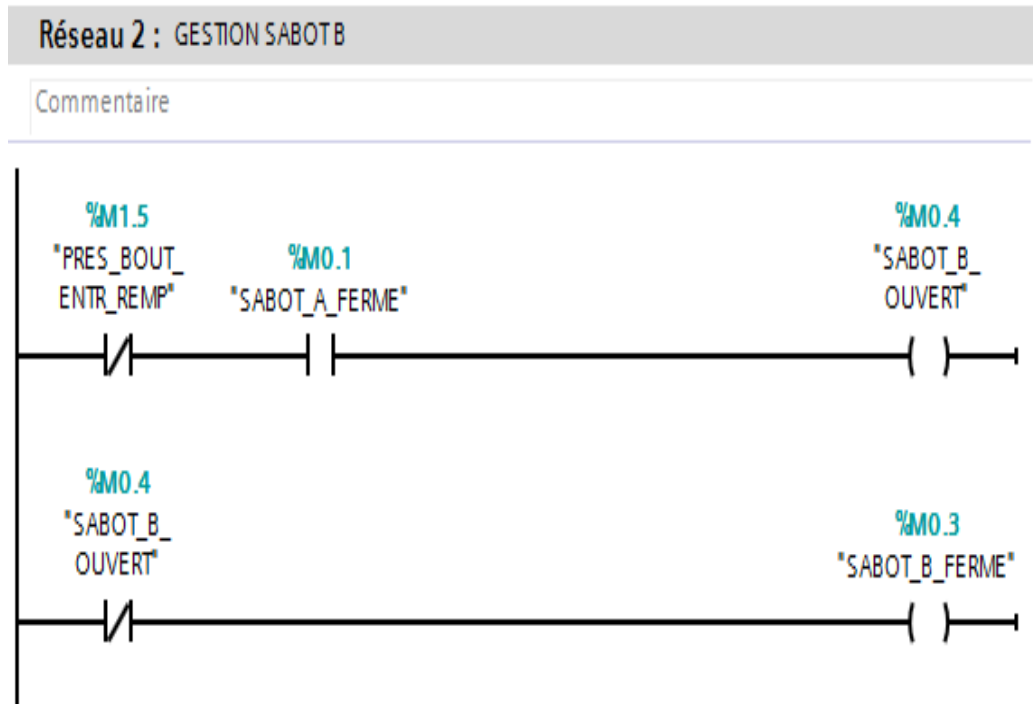 Réseau 2 : GESTION SABOT B
Commentaire
%M1.5
"PRES_BOUT_
ENTR_REMP"
%M0.1
"SABOT_A_FERME"
%M0.4
"SABOT_B_
OUVERT"
%M0.4
"SABOT_B_
OUVERT"
%M0.3
"SABOT_B_FERME"